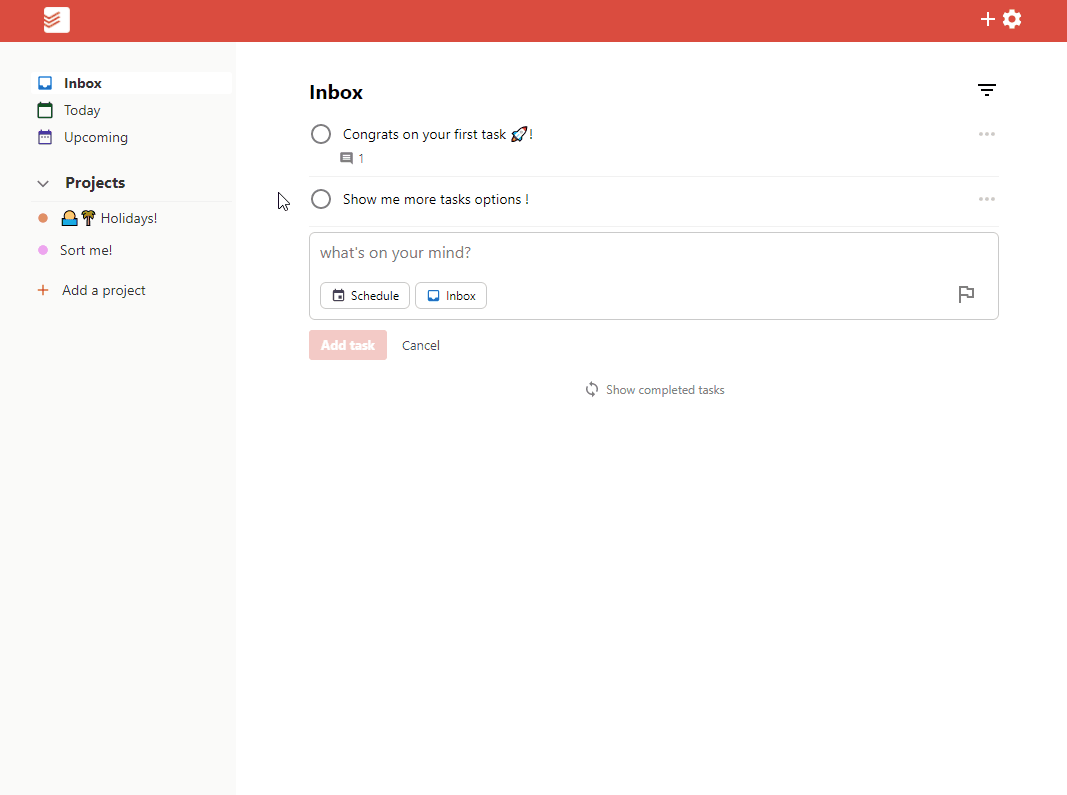 Inbox
Today
Upcoming
Projects
🌅🌴 Holidays!
Sort me!
+ Add a project
Inbox
Congrats on your first task 🚀!
1
Show me more tasks options !
what's on your mind?
Schedule
Inbox
Add task
Cancel
Show completed tasks